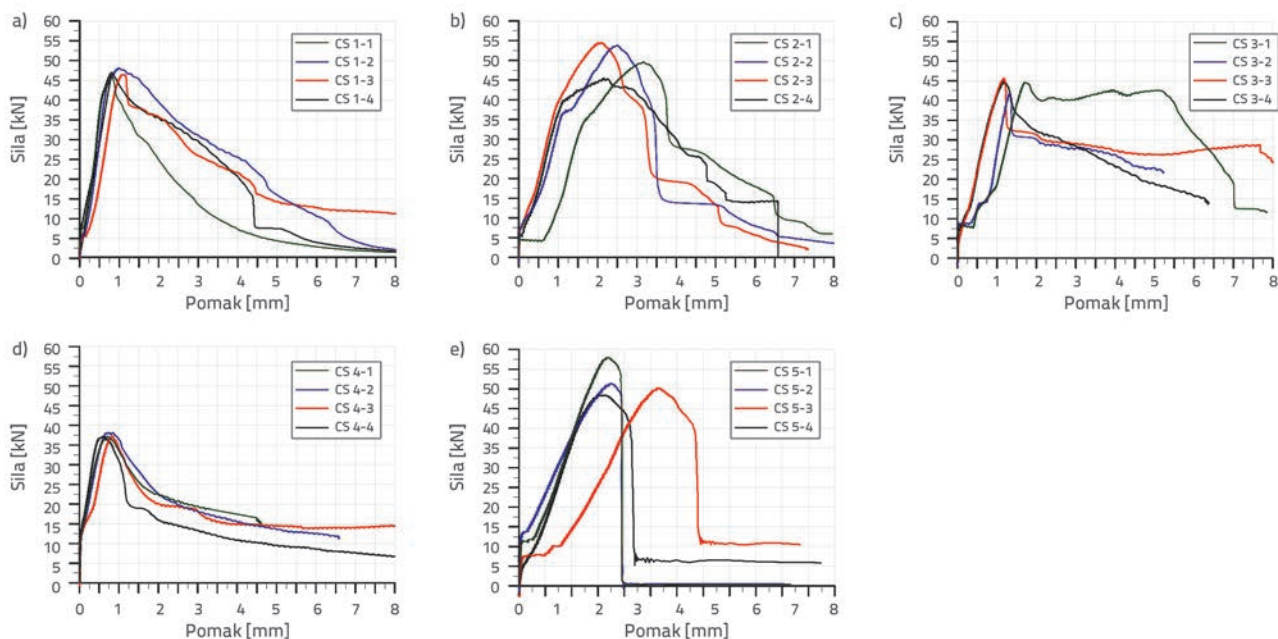 a)
60
55
50
45
40
35
30
25
20
15
10
5
0
Sila [kN]
CS 1-1
CS 1-2
CS 1-3
CS 1-4
0 1 2 3 4 5 6 7 8
Pomak [mm]
b)
60
55
50
45
40
35
30
25
20
15
10
5
0
Sila [kN]
CS 2-1
CS 2-2
CS 2-3
CS 2-4
0 1 2 3 4 5 6 7 8
Pomak [mm]
c)
60
55
50
45
40
35
30
25
20
15
10
5
0
Sila [kN]
CS 3-1
CS 3-2
CS 3-3
CS 3-4
0 1 2 3 4 5 6 7 8
Pomak [mm]
d)
60
55
50
45
40
35
30
25
20
15
10
5
0
Sila [kN]
CS 4-1
CS 4-2
CS 4-3
CS 4-4
0 1 2 3 4 5 6 7 8
Pomak [mm]
e)
60
55
50
45
40
35
30
25
20
15
10
5
0
Sila [kN]
CS 5-1
CS 5-2
CS 5-3
CS 5-4
0 1 2 3 4 5 6 7 8
Pomak [mm]